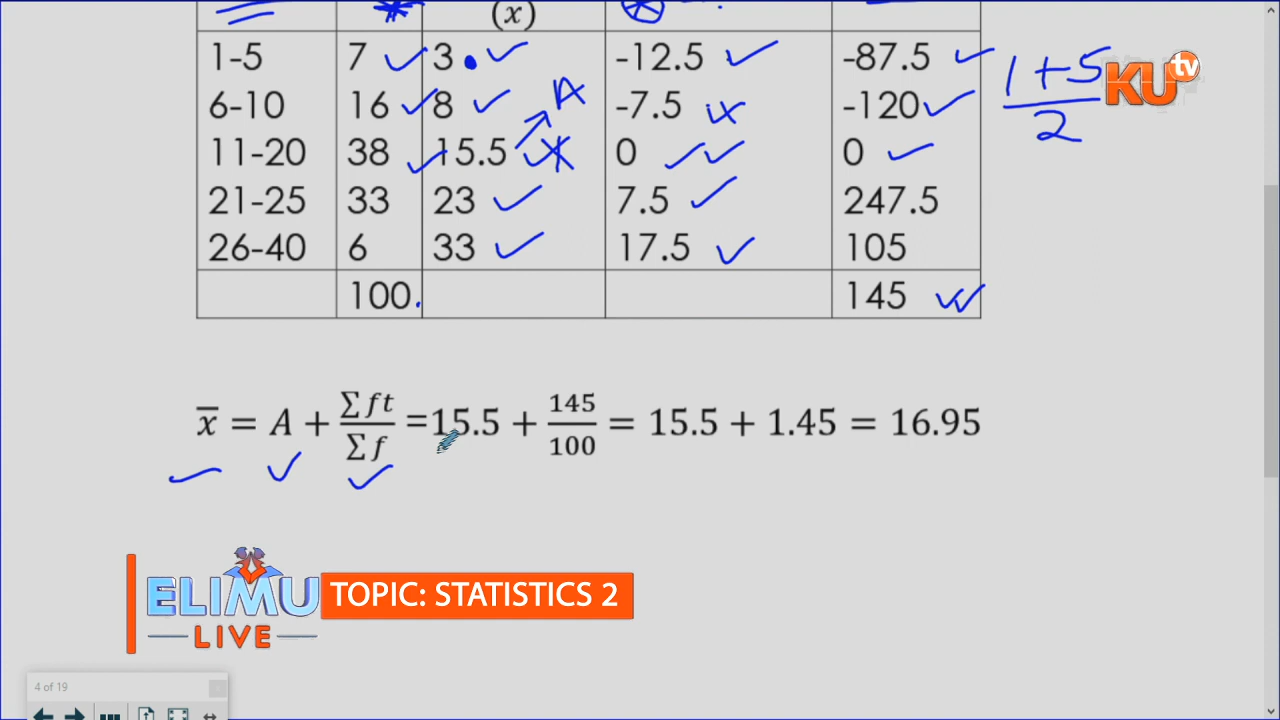 (x)
1-5 7 3 -12.5 -87.5
6-10 16 8 -7.5 -120
11-20 38 15.5 0 0
21-25 33 23 7.5 247.5
26-40 6 33 17.5 105
100 145
A
1+5
2
KU tv
x̅ = A + ∑ft/∑f =15.5 + 145/100 = 15.5 + 1.45 = 16.95
ELIMU
LIVE
TOPIC: STATISTICS 2
4 of 19